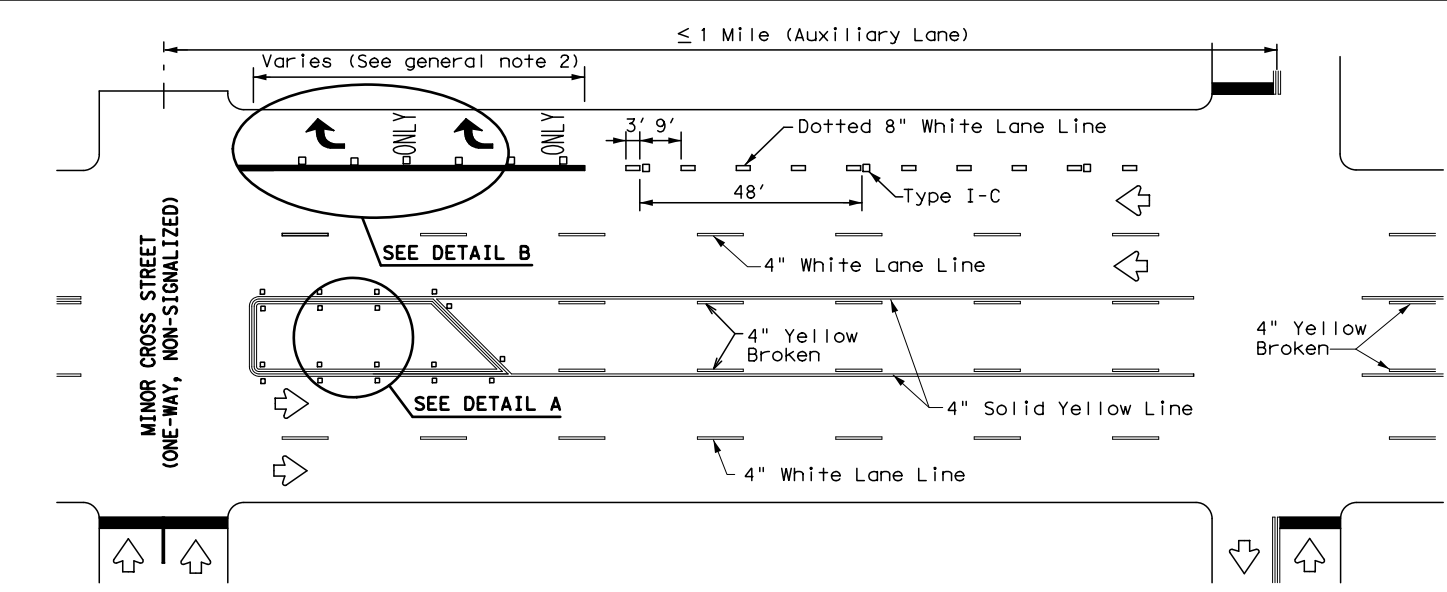 ≤ 1 Mile (Auxiliary Lane)
Varies (See general note 2)
ONLY
ONLY
3' 9'
Dotted 8" White Lane Line
48'
Type I-C
SEE DETAIL B
4" White Lane Line
MINOR CROSS STREET
(ONE-WAY, NON-SIGNALIZED)
4" Yellow
Broken
4" Yellow
Broken
SEE DETAIL A
4" Solid Yellow Line
4" White Lane Line